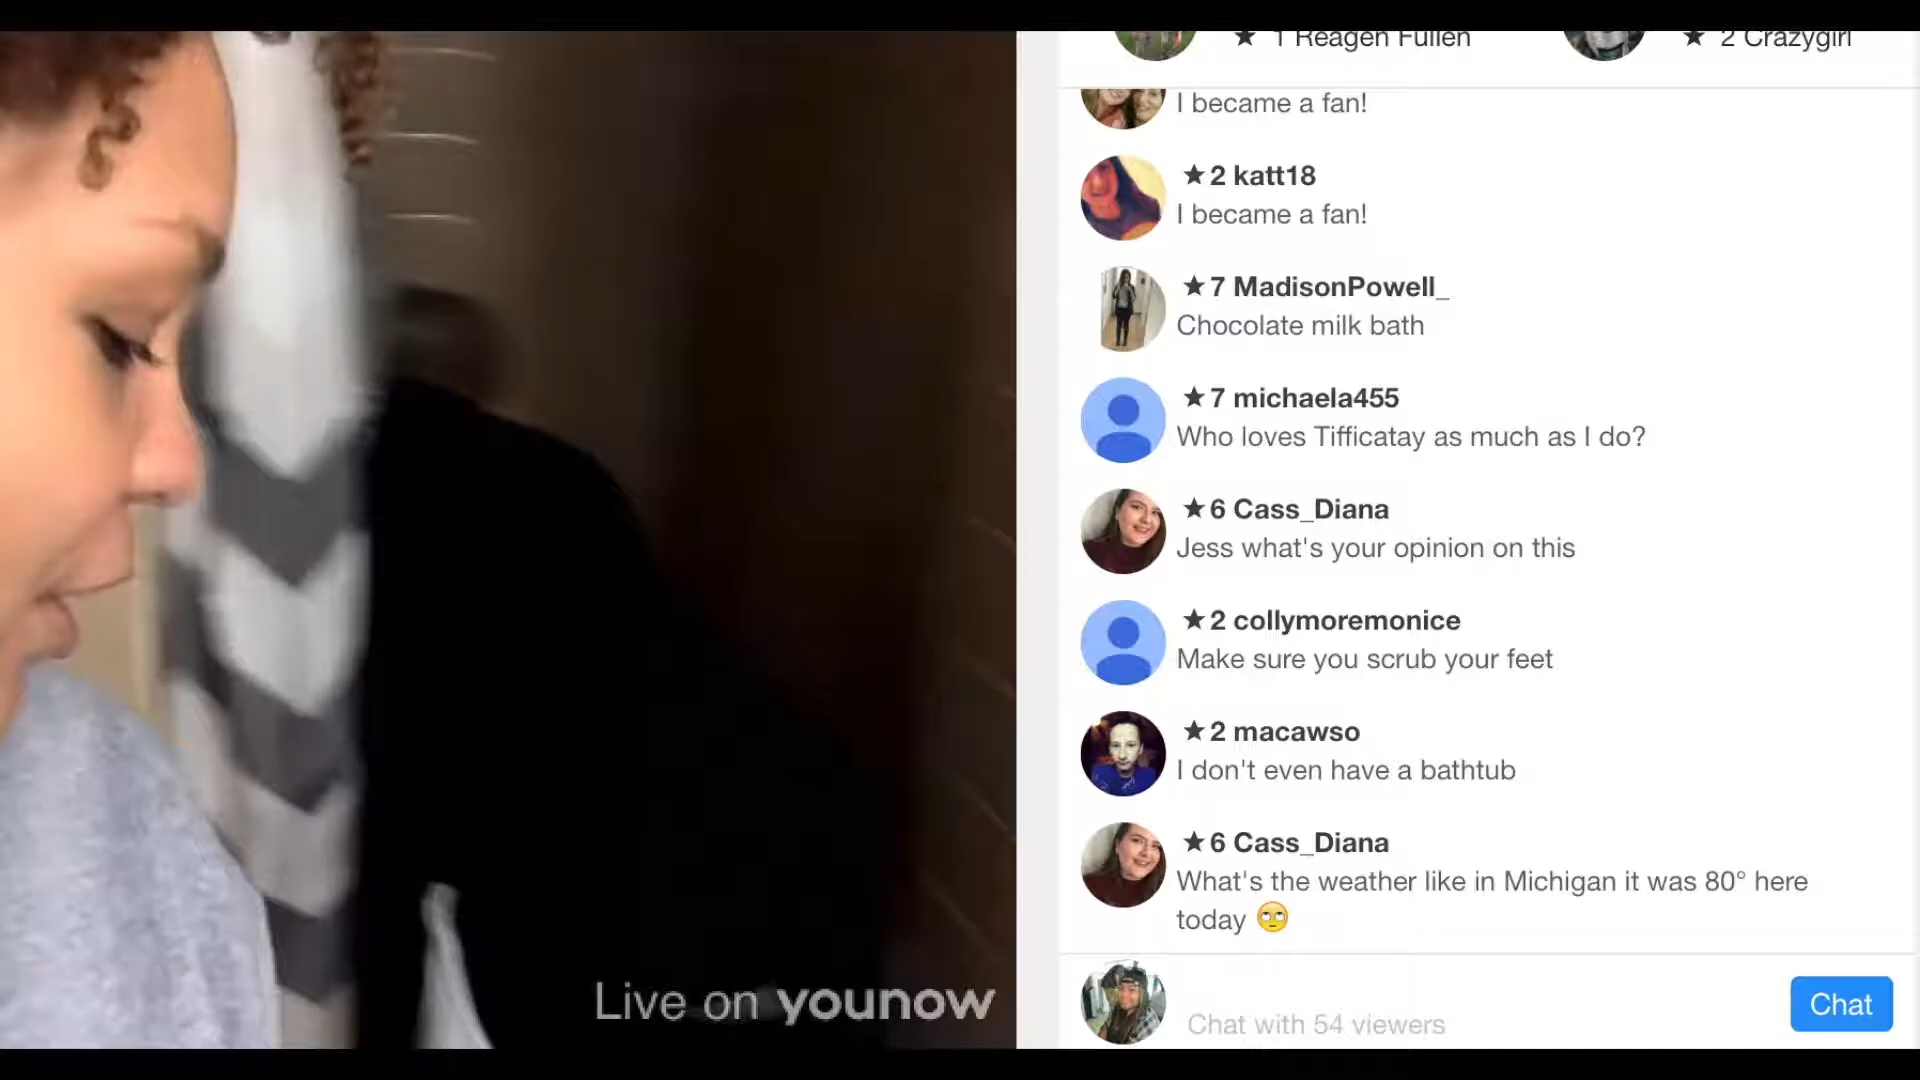 ★ 1 Reagen Fullen
★ 2 Crazygirl
I became a fan!
★2 katt18
I became a fan!
★7 MadisonPowell_
Chocolate milk bath
★7 michaela455
Who loves Tifficatay as much as I do?
★6 Cass_Diana
Jess what's your opinion on this
★2 collymoremonice
Make sure you scrub your feet
★2 macawso
I don't even have a bathtub
★6 Cass_Diana
What's the weather like in Michigan it was 80° here
today 🙄
Chat with 54 viewers
Chat
Live on younow